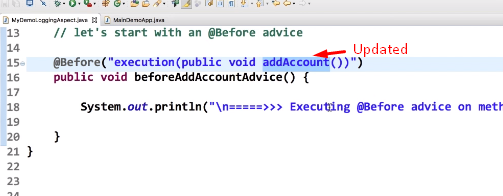 MyDemoLoggingAspect.java MainDemoApp.java
13 // let's start with an @Before advice
14 Updated
15 @Before("execution(public void addAccount())")
16 public void beforeAddAccountAdvice() {
17
18 System.out.println("\n=====>>> Executing @Before advice on meth
19
20 }
21 }
22